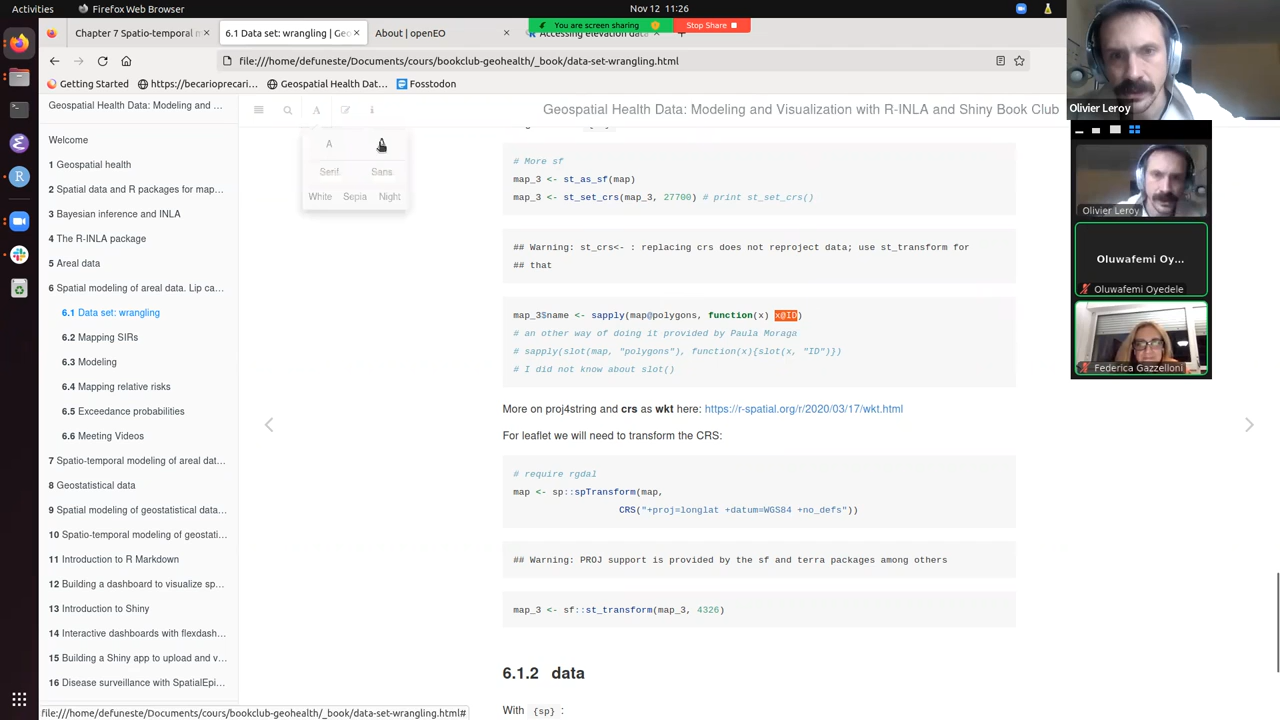 Activities
Firefox Web Browser
Nov 12 11:26
You are screen sharing
Stop Share
Chapter 7 Spatio-temporal m
6.1 Data set: wrangling | Geo
About | openEO
Accessing elevation data
file:///home/defuneste/Documents/cours/bookclub-geohealth/_book/data-set-wrangling.html
Getting Started
https://becarioprecari...
Geospatial Health Dat...
Fosstodon
Geospatial Health Data: Modeling and ...
Geospatial Health Data: Modeling and Visualization with R-INLA and Shiny Book Club
Welcome
1 Geospatial health
2 Spatial data and R packages for map...
3 Bayesian inference and INLA
4 The R-INLA package
5 Areal data
6 Spatial modeling of areal data. Lip ca...
6.1 Data set: wrangling
6.2 Mapping SIRs
6.3 Modeling
6.4 Mapping relative risks
6.5 Exceedance probabilities
6.6 Meeting Videos
7 Spatio-temporal modeling of areal dat...
8 Geostatistical data
9 Spatial modeling of geostatistical data...
10 Spatio-temporal modeling of geostati...
11 Introduction to R Markdown
12 Building a dashboard to visualize sp...
13 Introduction to Shiny
14 Interactive dashboards with flexdash...
15 Building a Shiny app to upload and v...
16 Disease surveillance with SpatialEpi...
A
A
A
Serif
Sans
White
Sepia
Night
# More sf
map_3 <- st_as_sf(map)
map_3 <- st_set_crs(map_3, 27700) # print st_set_crs()
## Warning: st_crs<- : replacing crs does not reproject data; use st_transform for
## that
map_3$name <- sapply(map@polygons, function(x) x@ID)
# an other way of doing it provided by Paula Moraga
# sapply(slot(map, "polygons"), function(x){slot(x, "ID")})
# I did not know about slot()
More on proj4string and crs as wkt here: https://r-spatial.org/r/2020/03/17/wkt.html
For leaflet we will need to transform the CRS:
# require rgdal
map <- sp::spTransform(map,
CRS("+proj=longlat +datum=WGS84 +no_defs"))
## Warning: PROJ support is provided by the sf and terra packages among others
map_3 <- sf::st_transform(map_3, 4326)
6.1.2 data
With {sp} :
file:///home/defuneste/Documents/cours/bookclub-geohealth/_book/data-set-wrangling.html#
Olivier Leroy
Olivier Leroy
Oluwafemi Oy...
Oluwafemi Oyedele
Federica Gazzelloni